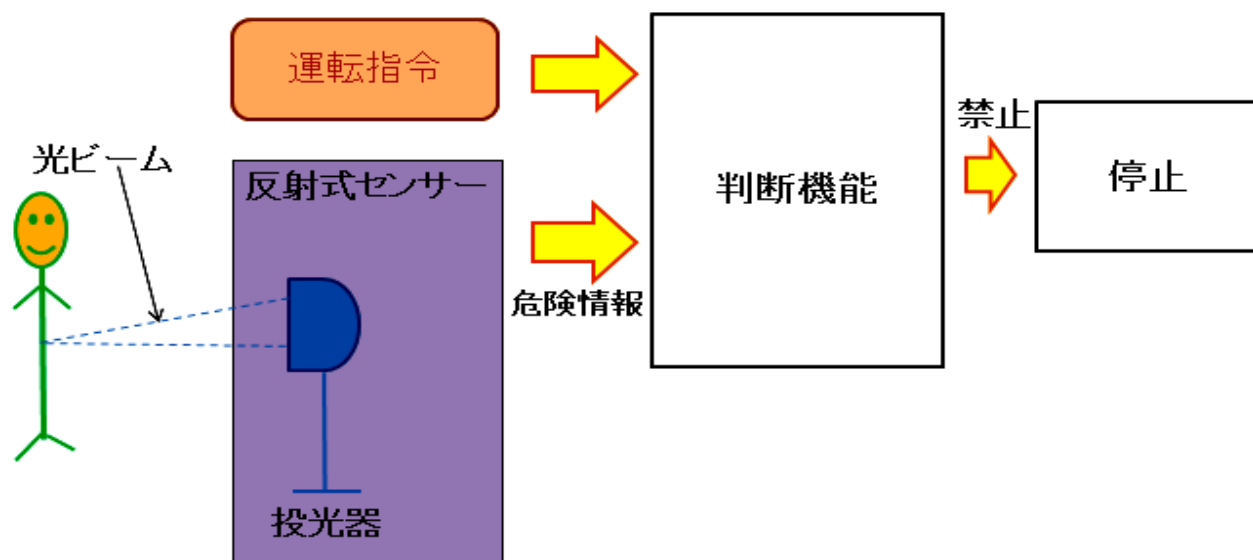 運転指令
光ビーム
反射式センサー
危険情報
投光器
判断機能
禁止
停止